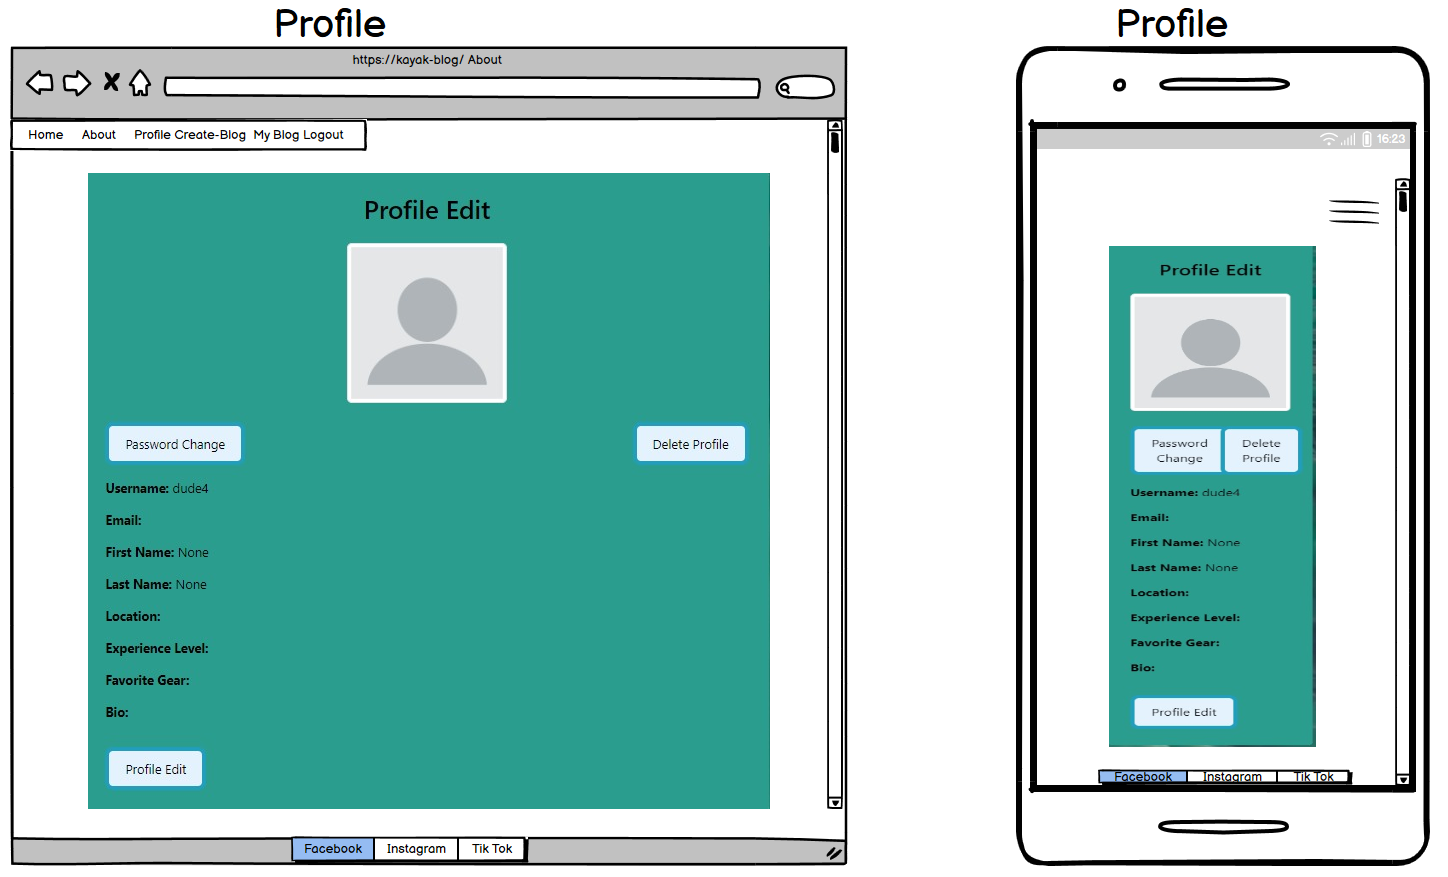 Profile
https://kayak-blog/ About
Home About Profile Create-Blog My Blog Logout
Profile Edit
Password Change Delete Profile
Username: dude4
Email:
First Name: None
Last Name: None
Location:
Experience Level:
Favorite Gear:
Bio:
Profile Edit
Facebook Instagram Tik Tok
Profile
16:23
Profile Edit
Password
Change
Delete
Profile
Username: dude4
Email:
First Name: None
Last Name: None
Location:
Experience Level:
Favorite Gear:
Bio:
Profile Edit
Facebook Instagram Tik Tok